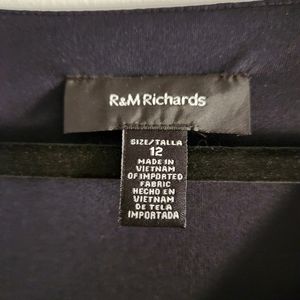 R&M Richards
SIZE/TALLA
12
MADE IN
VIETNAM
OF IMPORTED
FABRIC
HECHO EN
VIETNAM
DE TELA
IMPORTADA